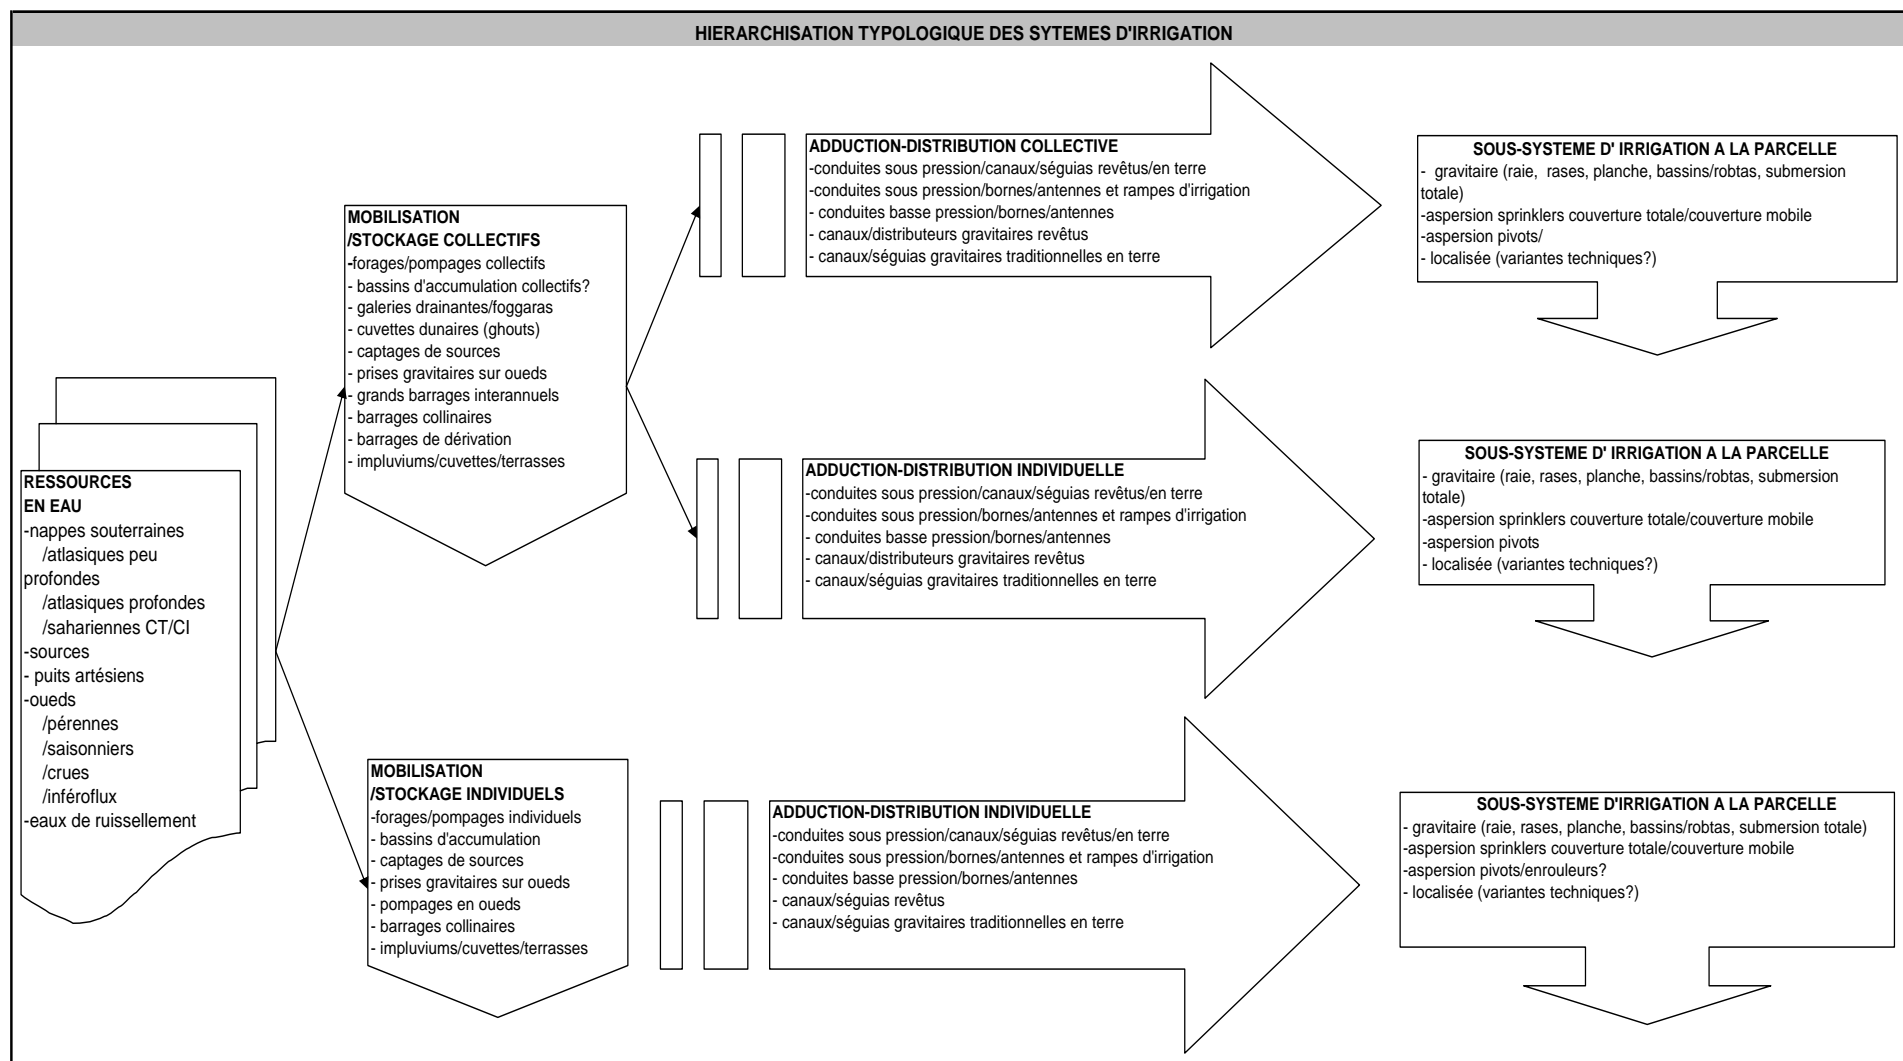 HIERARCHISATION TYPOLOGIQUE DES SYTEMES D'IRRIGATION
RESSOURCES
EN EAU
-nappes souterraines
/atlasiques peu
profondes
/atlasiques profondes
/sahariennes CT/CI
-sources
- puits artésiens
-oueds
/pérennes
/saisonniers
/crues
/inféroflux
-eaux de ruissellement
MOBILISATION
/STOCKAGE COLLECTIFS
-forages/pompages collectifs
- bassins d'accumulation collectifs?
- galeries drainantes/foggaras
- cuvettes dunaires (ghouts)
- captages de sources
- prises gravitaires sur oueds
- grands barrages interannuels
- barrages collinaires
- barrages de dérivation
- impluviums/cuvettes/terrasses
MOBILISATION
/STOCKAGE INDIVIDUELS
-forages/pompages individuels
- bassins d'accumulation
- captages de sources
- prises gravitaires sur oueds
- pompages en oueds
- barrages collinaires
- impluviums/cuvettes/terrasses
ADDUCTION-DISTRIBUTION COLLECTIVE
-conduites sous pression/canaux/séguias revêtus/en terre
-conduites sous pression/bornes/antennes et rampes d'irrigation
- conduites basse pression/bornes/antennes
- canaux/distributeurs gravitaires revêtus
- canaux/séguias gravitaires traditionnelles en terre
ADDUCTION-DISTRIBUTION INDIVIDUELLE
-conduites sous pression/canaux/séguias revêtus/en terre
-conduites sous pression/bornes/antennes et rampes d'irrigation
- conduites basse pression/bornes/antennes
- canaux/distributeurs gravitaires revêtus
- canaux/séguias gravitaires traditionnelles en terre
ADDUCTION-DISTRIBUTION INDIVIDUELLE
-conduites sous pression/canaux/séguias revêtus/en terre
-conduites sous pression/bornes/antennes et rampes d'irrigation
- conduites basse pression/bornes/antennes
- canaux/séguias revêtus
- canaux/séguias gravitaires traditionnelles en terre
SOUS-SYSTEME D' IRRIGATION A LA PARCELLE
- gravitaire (raie, rases, planche, bassins/robtas, submersion
totale)
-aspersion sprinklers couverture totale/couverture mobile
-aspersion pivots/
- localisée (variantes techniques?)
SOUS-SYSTEME D' IRRIGATION A LA PARCELLE
- gravitaire (raie, rases, planche, bassins/robtas, submersion
totale)
-aspersion sprinklers couverture totale/couverture mobile
-aspersion pivots
- localisée (variantes techniques?)
SOUS-SYSTEME D'IRRIGATION A LA PARCELLE
- gravitaire (raie, rases, planche, bassins/robtas, submersion totale)
-aspersion sprinklers couverture totale/couverture mobile
-aspersion pivots/enrouleurs?
- localisée (variantes techniques?)